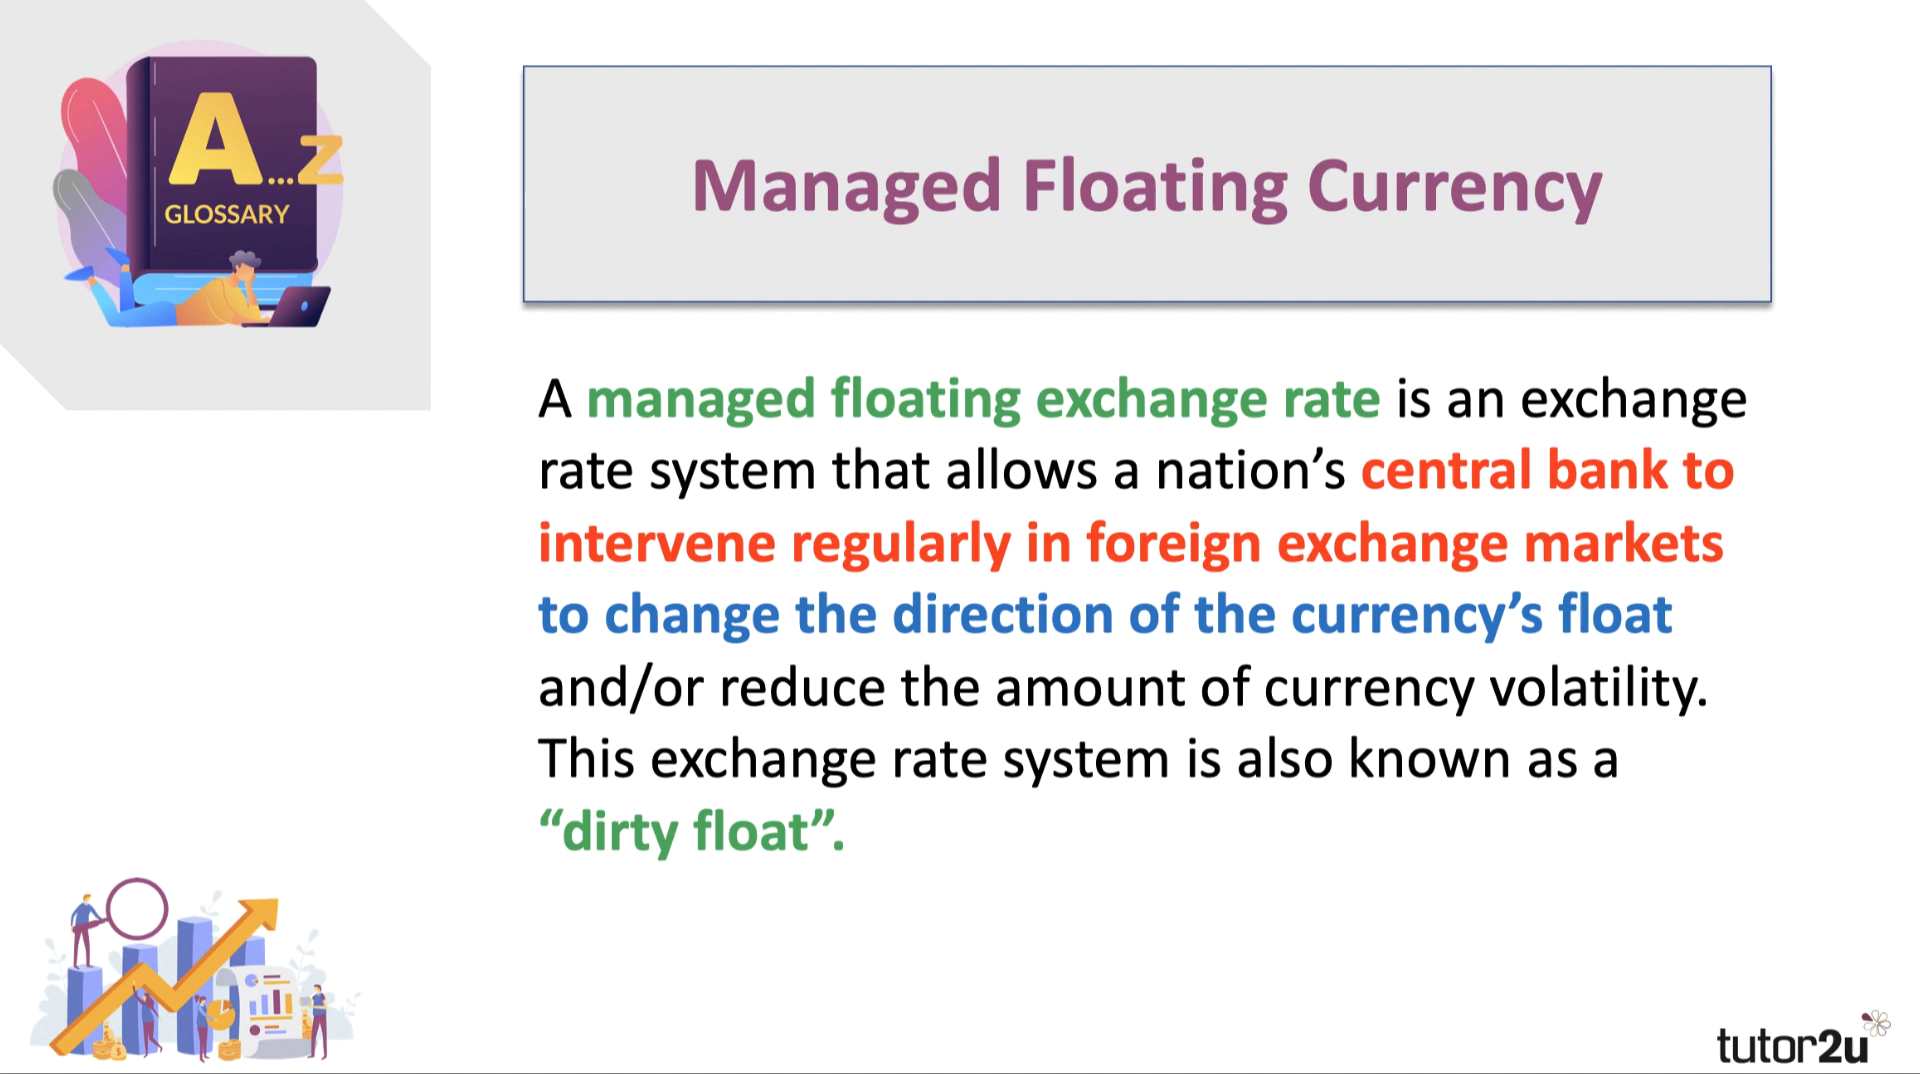 A...Z
GLOSSARY
Managed Floating Currency
A managed floating exchange rate is an exchange
rate system that allows a nation’s central bank to
intervene regularly in foreign exchange markets
to change the direction of the currency’s float
and/or reduce the amount of currency volatility.
This exchange rate system is also known as a
“dirty float”.
tutor2u